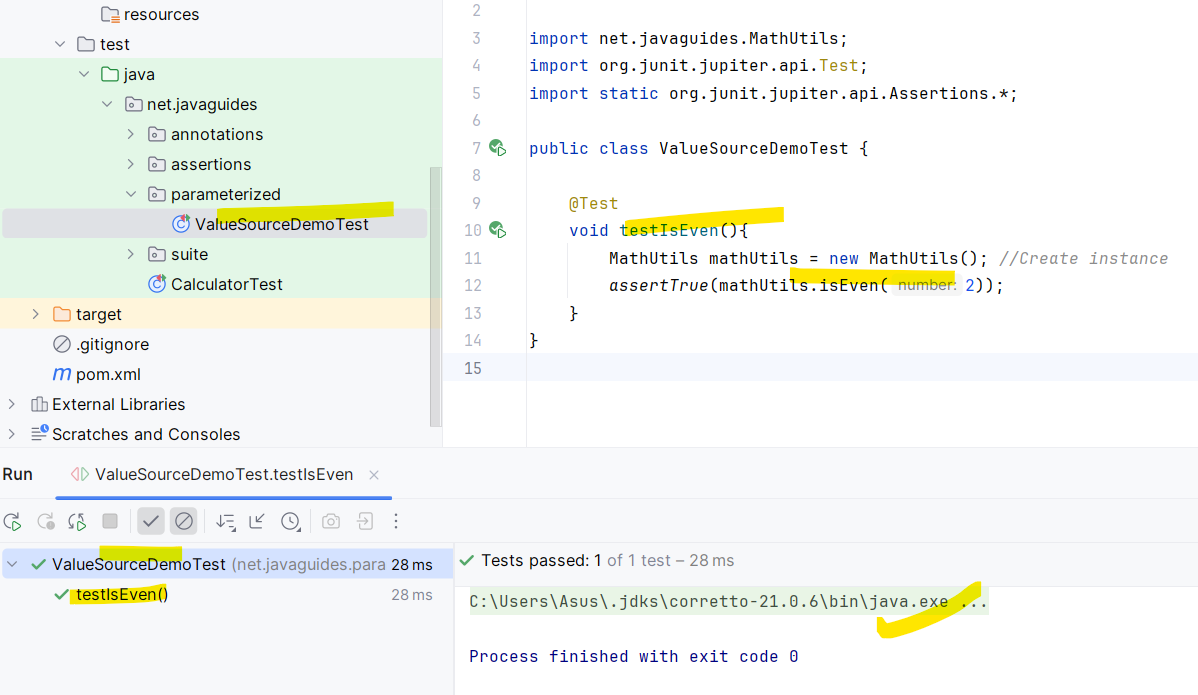 resources
test
java
net.javaguides
annotations
assertions
parameterized
ValueSourceDemoTest
suite
CalculatorTest
target
.gitignore
m pom.xml
External Libraries
Scratches and Consoles
2
3 import net.javaguides.MathUtils;
4 import org.junit.jupiter.api.Test;
5 import static org.junit.jupiter.api.Assertions.*;
6
7 public class ValueSourceDemoTest {
8
9 @Test
10 void testIsEven(){
11 MathUtils mathUtils = new MathUtils(); //Create instance
12 assertTrue(mathUtils.isEven( number: 2));
13 }
14 }
15
Run ValueSourceDemoTest.testIsEven
ValueSourceDemoTest (net.javaguides.para 28 ms
testIsEven() 28 ms
Tests passed: 1 of 1 test – 28 ms
C:\Users\Asus\.jdks\corretto-21.0.6\bin\java.exe ...
Process finished with exit code 0